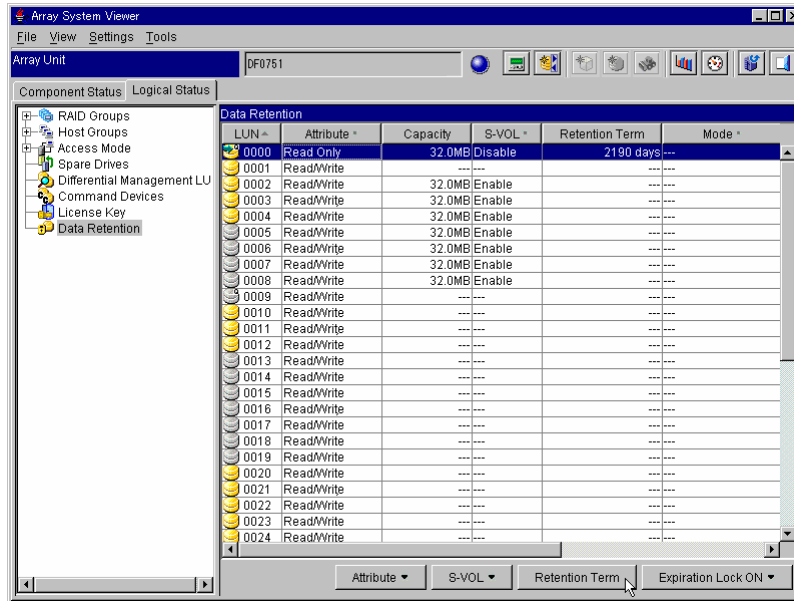 Array System Viewer
File View Settings Tools
Array Unit
DF0751
Component Status Logical Status
RAID Groups
Host Groups
Access Mode
Spare Drives
Differential Management LU
Command Devices
License Key
Data Retention
Data Retention
LUN Attribute Capacity S-VOL Retention Term Mode
0000 Read Only 32.0MB Disable 2190 days ---
0001 Read/Write --- --- --- ---
0002 Read/Write 32.0MB Enable --- ---
0003 Read/Write 32.0MB Enable --- ---
0004 Read/Write 32.0MB Enable --- ---
0005 Read/Write 32.0MB Enable --- ---
0006 Read/Write 32.0MB Enable --- ---
0007 Read/Write 32.0MB Enable --- ---
0008 Read/Write 32.0MB Enable --- ---
0009 Read/Write --- --- --- ---
0010 Read/Write --- --- --- ---
0011 Read/Write --- --- --- ---
0012 Read/Write --- --- --- ---
0013 Read/Write --- --- --- ---
0014 Read/Write --- --- --- ---
0015 Read/Write --- --- --- ---
0016 Read/Write --- --- --- ---
0017 Read/Write --- --- --- ---
0018 Read/Write --- --- --- ---
0019 Read/Write --- --- --- ---
0020 Read/Write --- --- --- ---
0021 Read/Write --- --- --- ---
0022 Read/Write --- --- --- ---
0023 Read/Write --- --- --- ---
0024 Read/Write --- --- --- ---
Attribute S-VOL Retention Term Expiration Lock ON